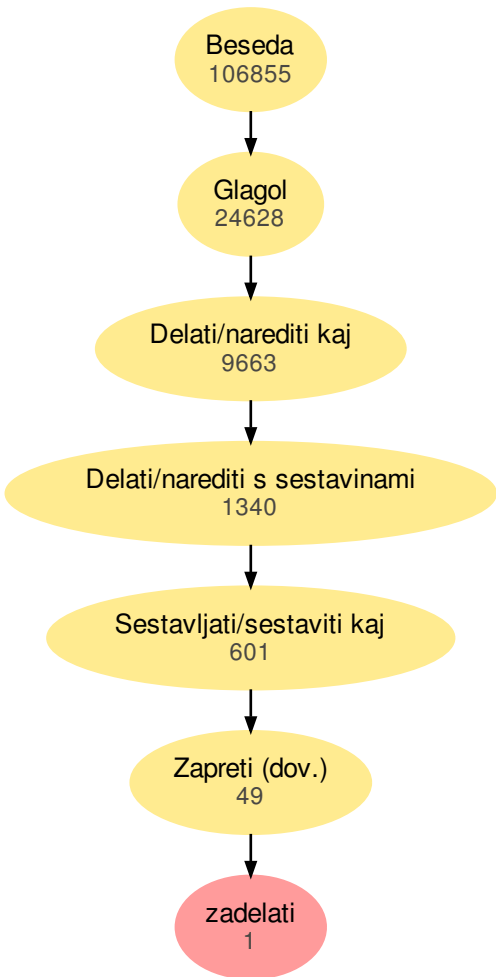 Beseda
106855
Glagol
24628
Delati/narediti kaj
9663
Delati/narediti s sestavinami
1340
Sestavljati/sestaviti kaj
601
Zapreti (dov.)
49
zadelati
1